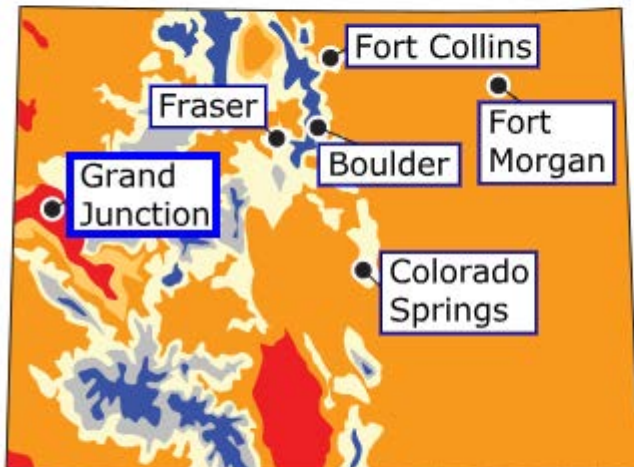 Fort Collins
Fraser
Fort
Morgan
Boulder
Grand
Junction
Colorado
Springs